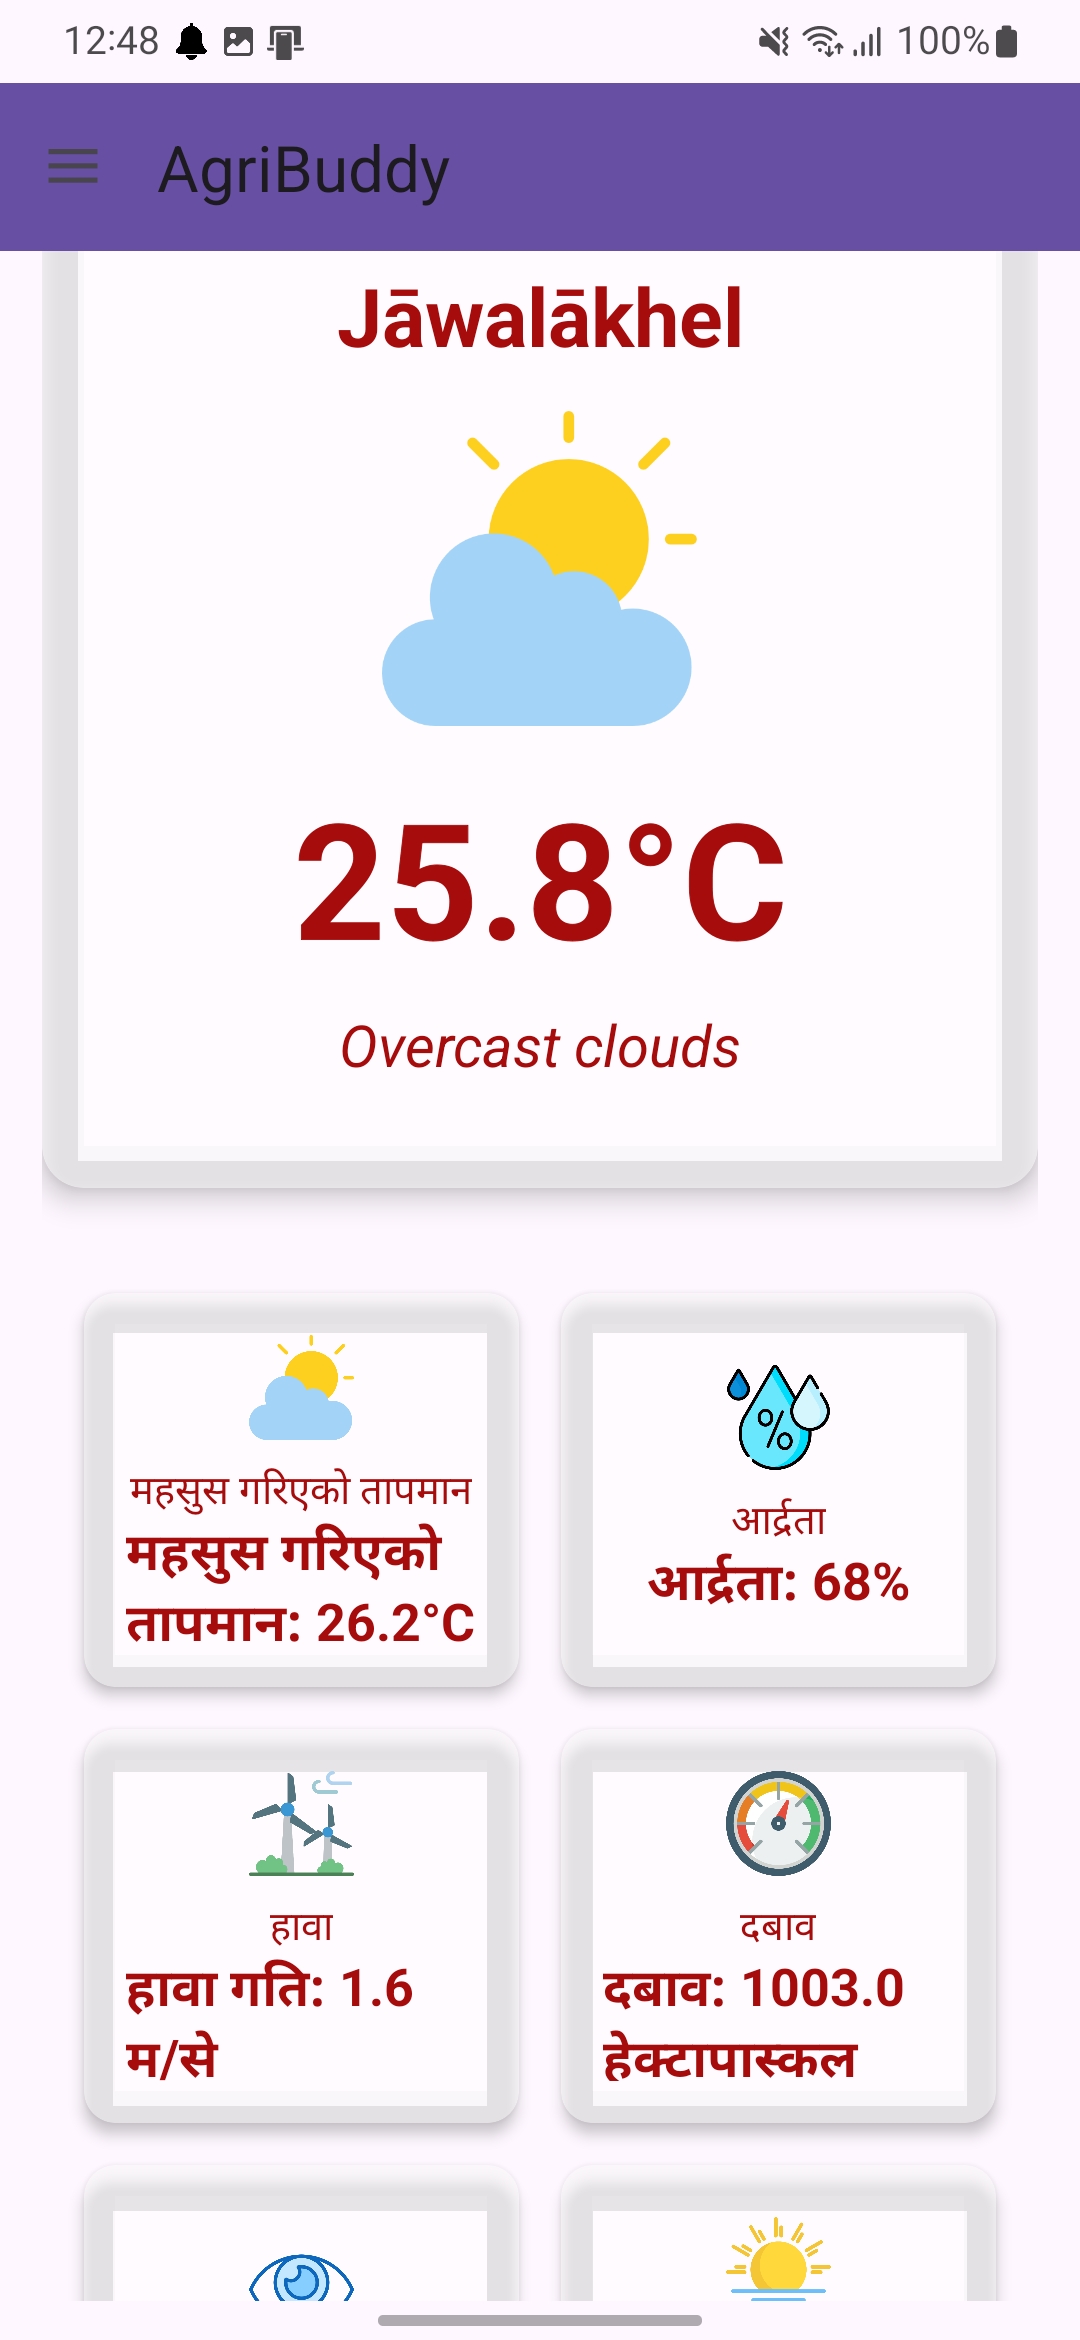 12:48 100%
AgriBuddy
Jāwalākhel
25.8°C
Overcast clouds
महसुस गरिएको तापमान
महसुस गरिएको
तापमान: 26.2°C
आर्द्रता
आर्द्रता: 68%
हावा
हावा गति: 1.6
म/से
दबाव
दबाव: 1003.0
हेक्टापास्कल